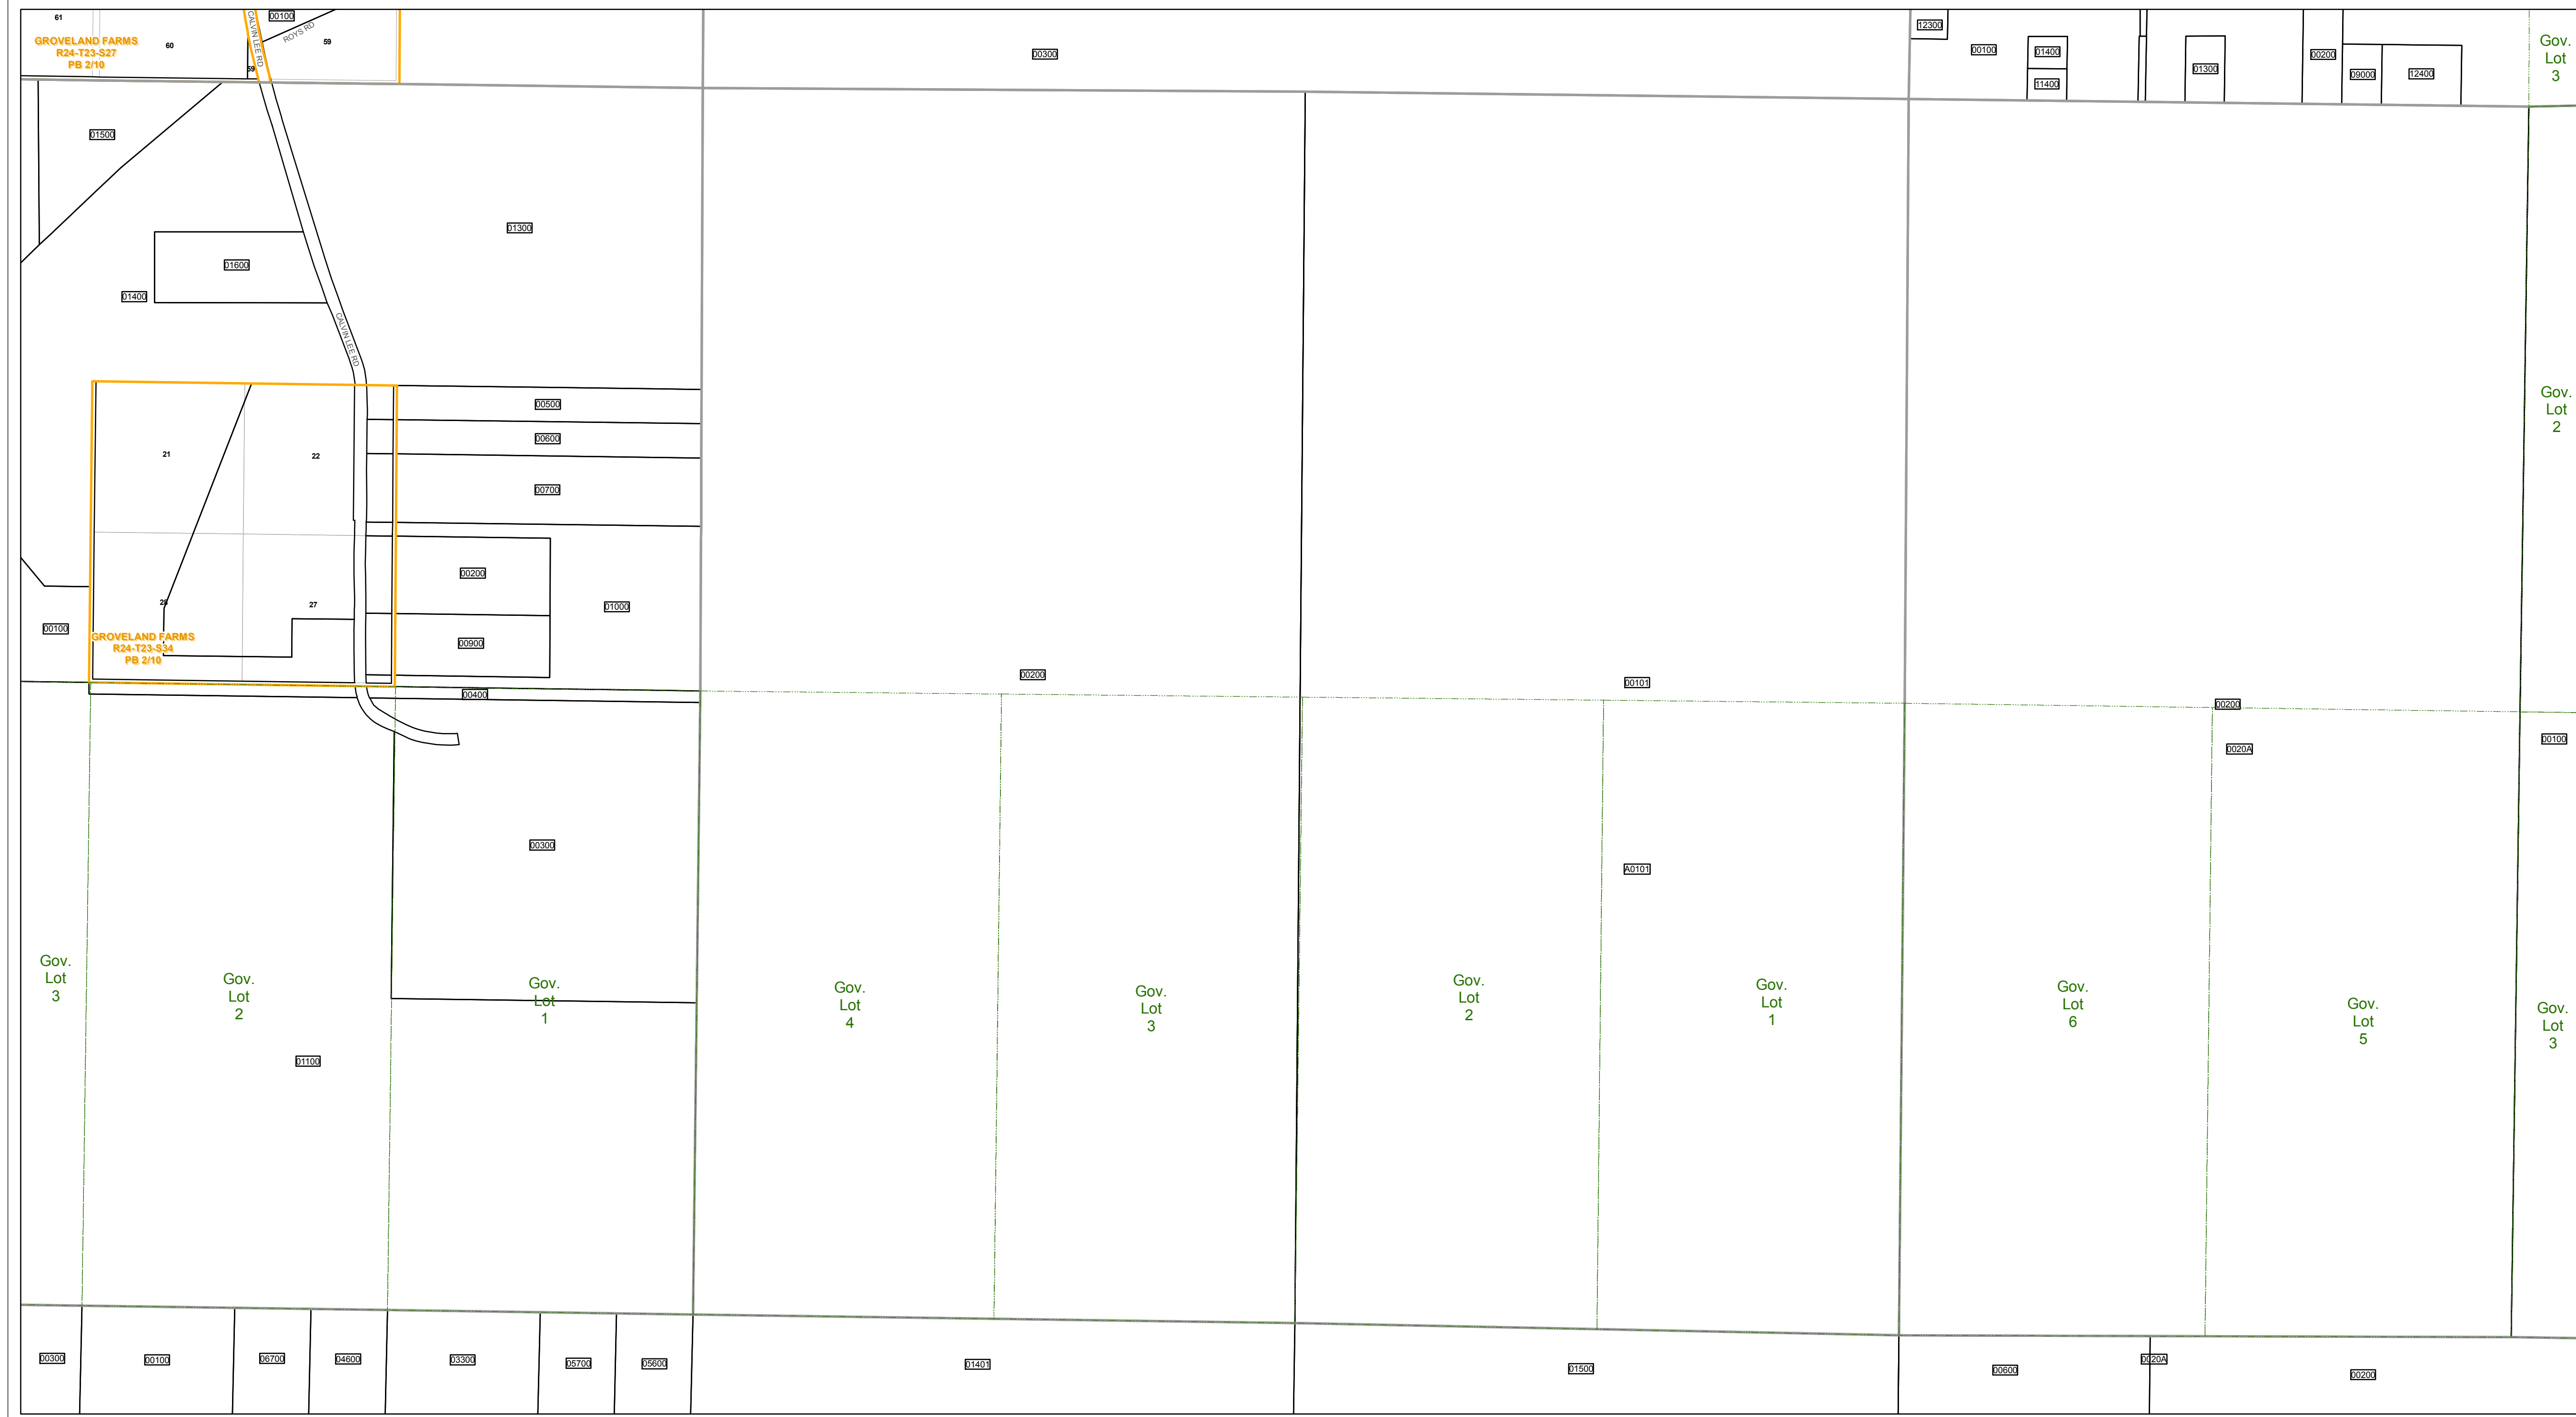 61
GROVELAND FARMS
R24-T23-S27
PB 2/10
60
00100
CALVIN LEE RD
ROYS RD
59
59
00300
12300
00100
01400
11400
01300
00200
09000
12400
Gov.
Lot
3
01500
01300
01600
01400
CALVIN LEE RD
00500
00600
00700
21
22
Gov.
Lot
2
00200
01000
28
27
00100
00900
GROVELAND FARMS
R24-T23-S34
PB 2/10
00400
00200
00101
00200
0020A
00100
00300
A0101
Gov.
Lot
3
Gov.
Lot
2
Gov.
Lot
1
Gov.
Lot
4
Gov.
Lot
3
Gov.
Lot
2
Gov.
Lot
1
Gov.
Lot
6
Gov.
Lot
5
Gov.
Lot
3
01100
00300
00100
06700
04600
03300
05700
05600
01401
01500
00600
0020A
00200